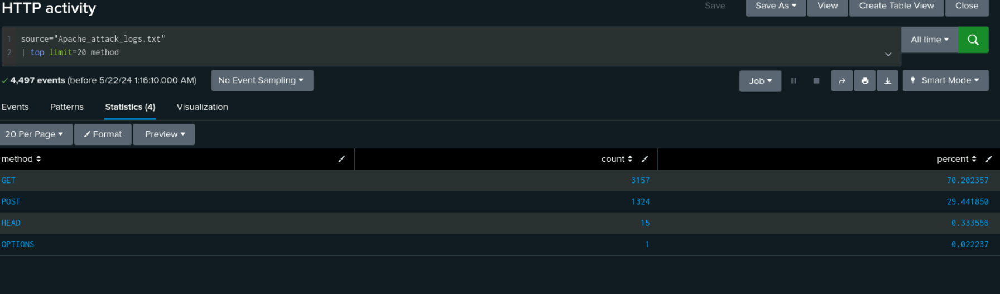 HTTP activity
Save Save As View Create Table View Close
1 source="Apache_attack_logs.txt"
2 | top limit=20 method
All time
4,497 events (before 5/22/24 1:16:10.000 AM) No Event Sampling Job Smart Mode
Events Patterns Statistics (4) Visualization
20 Per Page Format Preview
method count percent
GET 3157 70.202357
POST 1324 29.441850
HEAD 15 0.333556
OPTIONS 1 0.022237